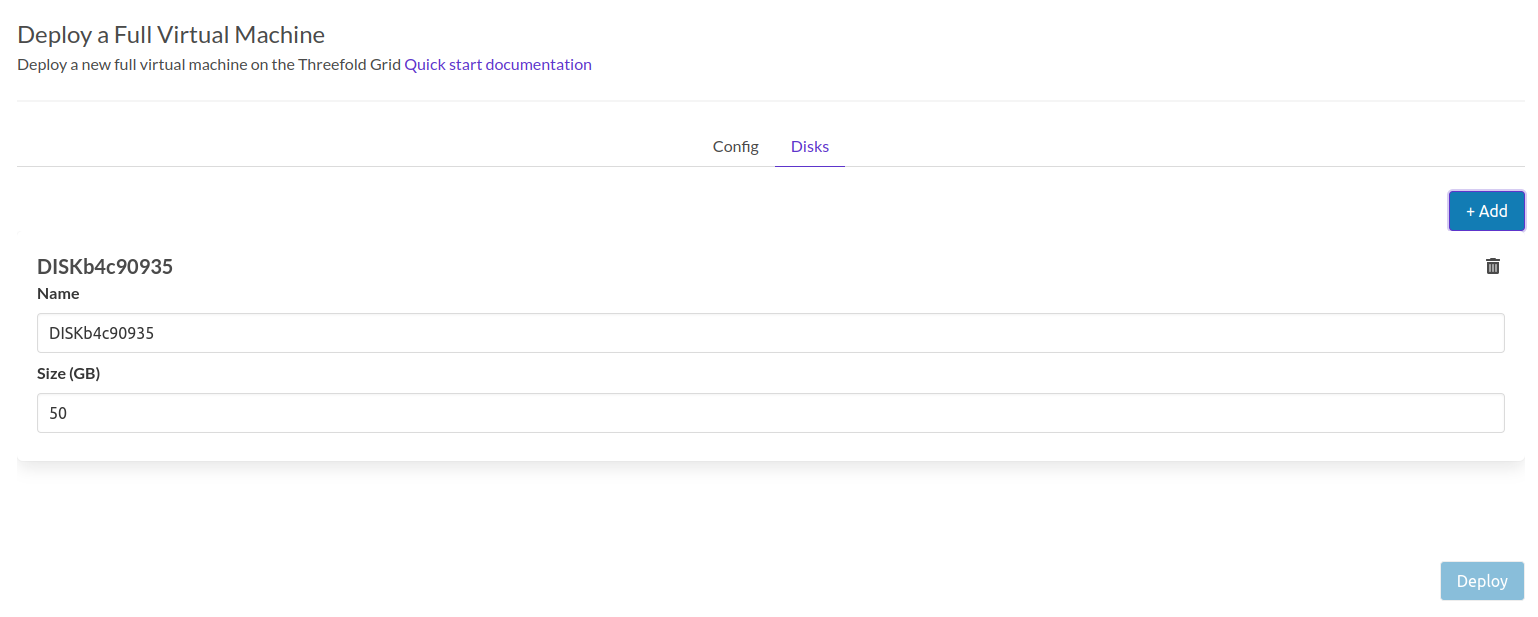 Deploy a Full Virtual Machine
Deploy a new full virtual machine on the Threefold Grid Quick start documentation
Config Disks
+ Add
DISKb4c90935
Name
DISKb4c90935
Size (GB)
50
Deploy